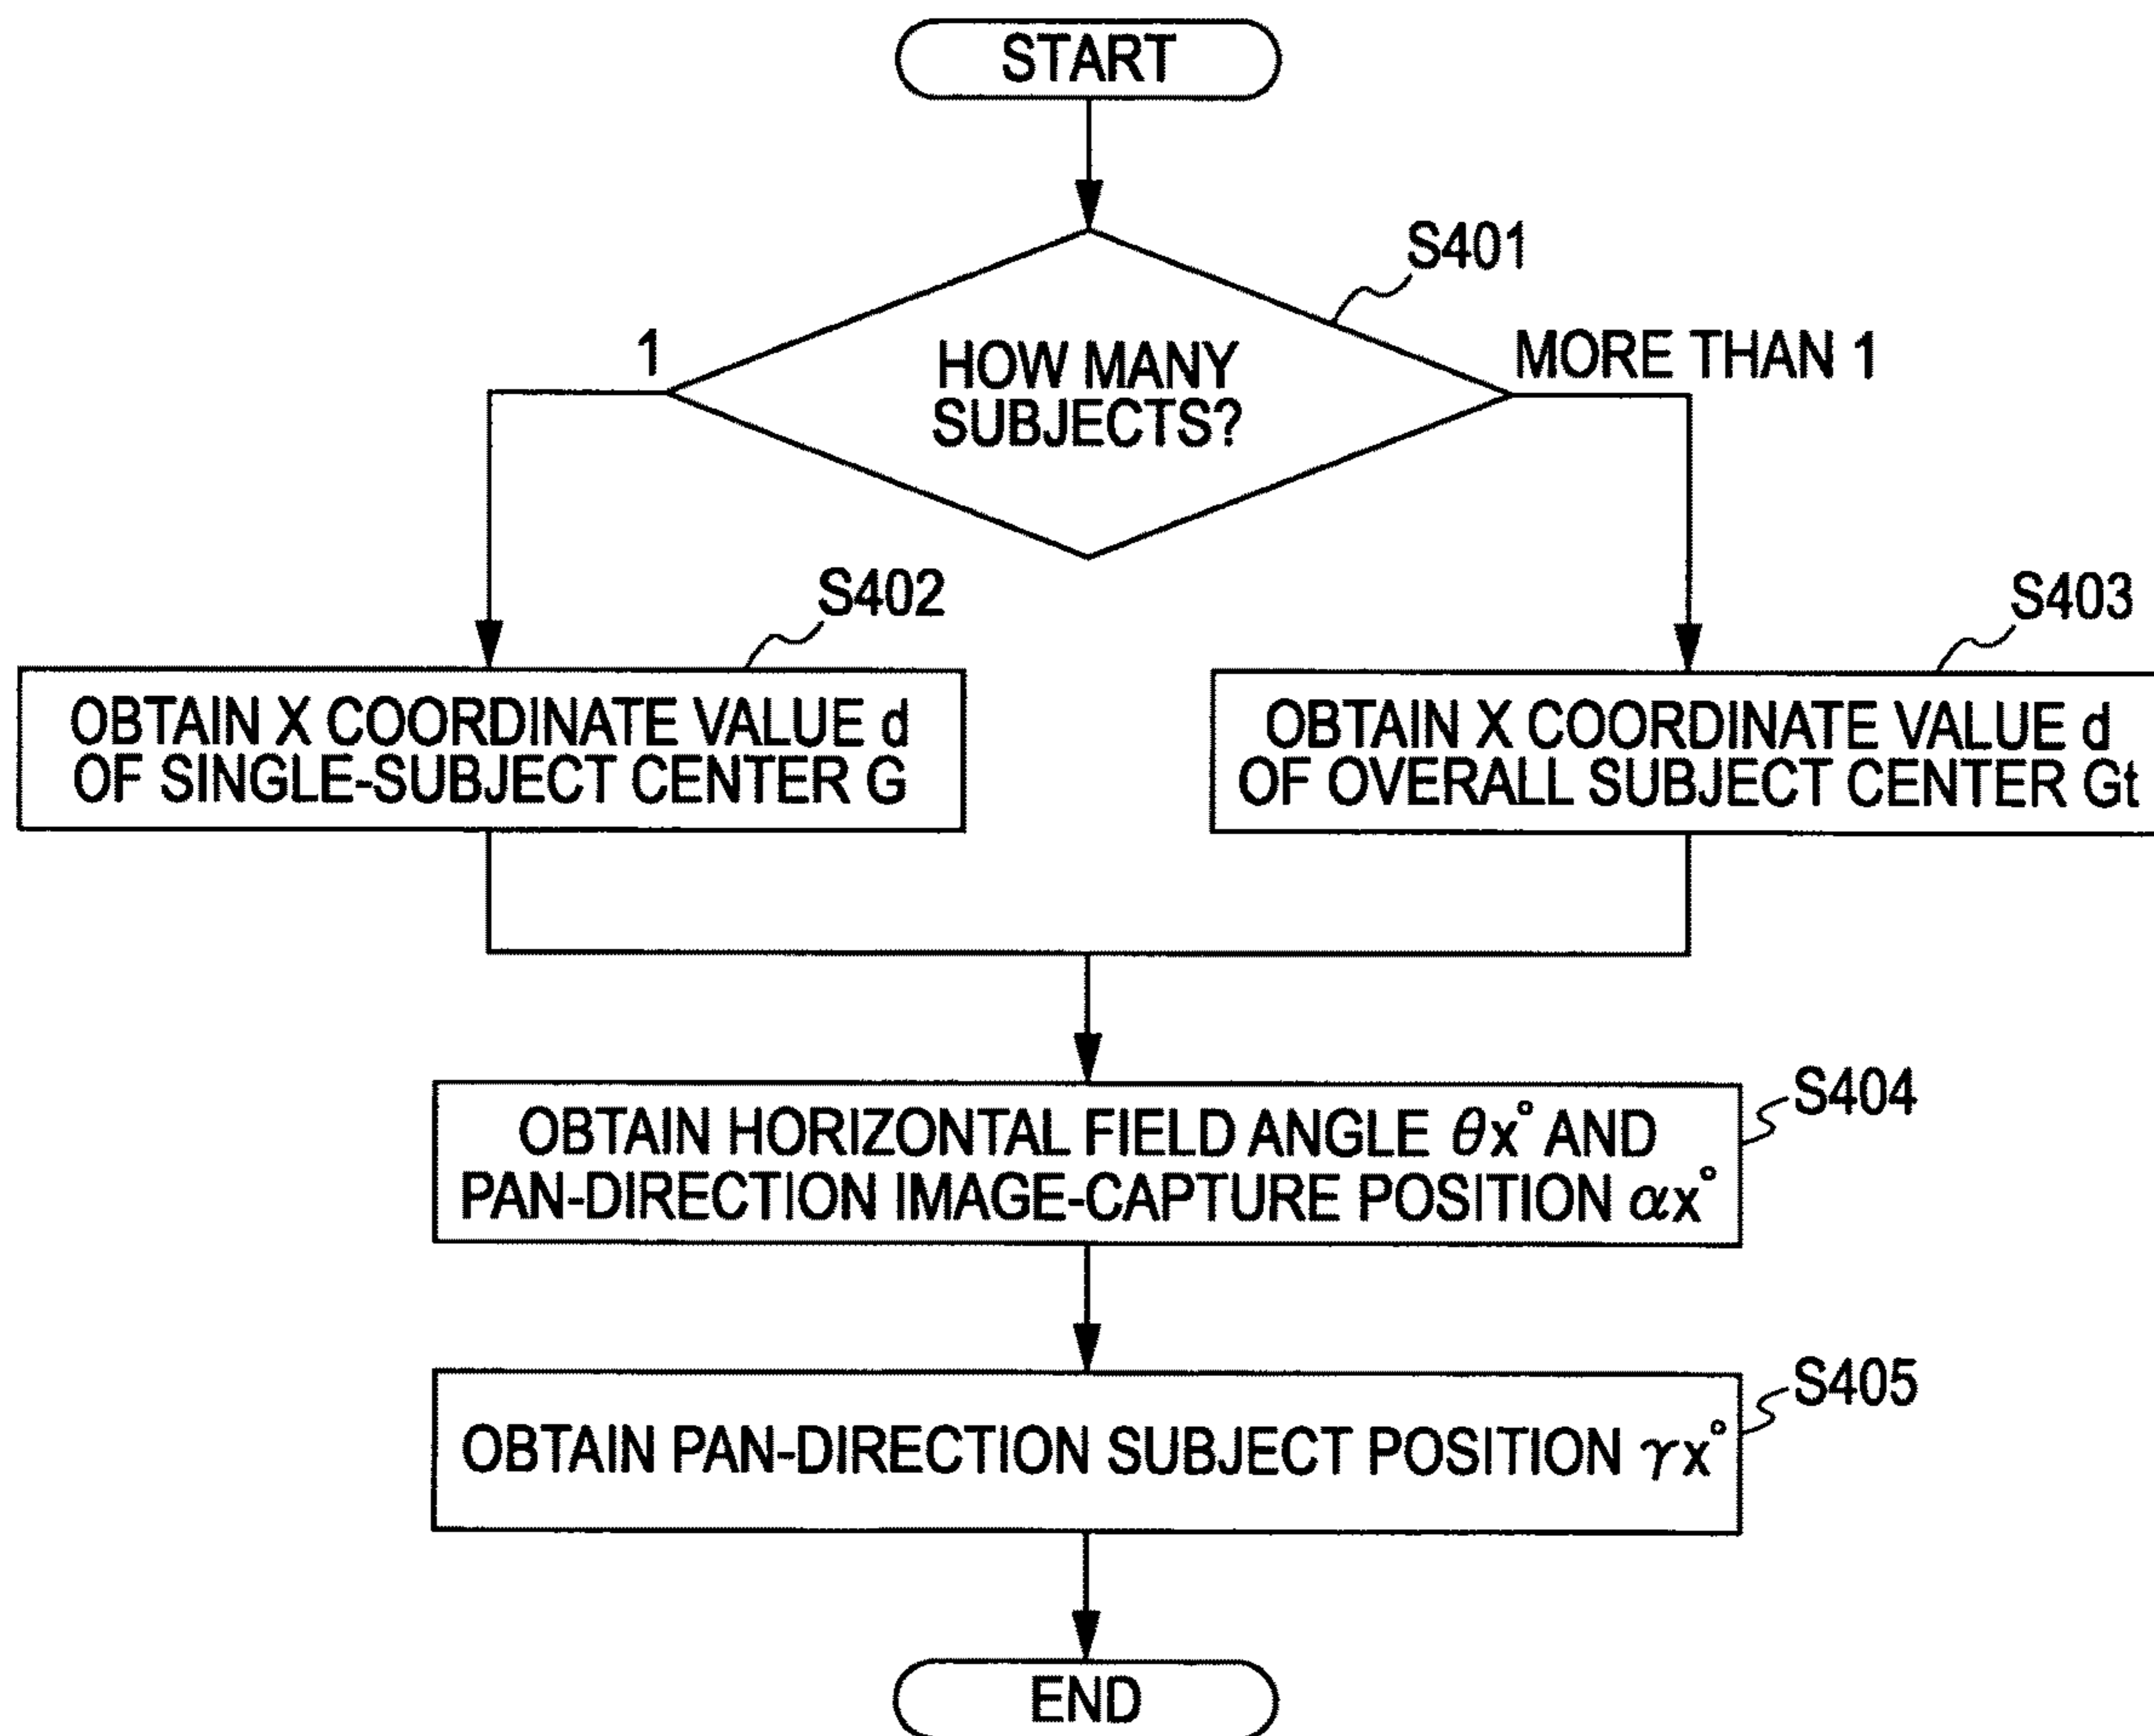 START
S401
1
HOW MANY
SUBJECTS?
MORE THAN 1
S402
S403
OBTAIN X COORDINATE VALUE d
OF SINGLE-SUBJECT CENTER G
OBTAIN X COORDINATE VALUE d
OF OVERALL SUBJECT CENTER Gt
S404
OBTAIN HORIZONTAL FIELD ANGLE θx° AND
PAN-DIRECTION IMAGE-CAPTURE POSITION αx°
S405
OBTAIN PAN-DIRECTION SUBJECT POSITION γx°
END